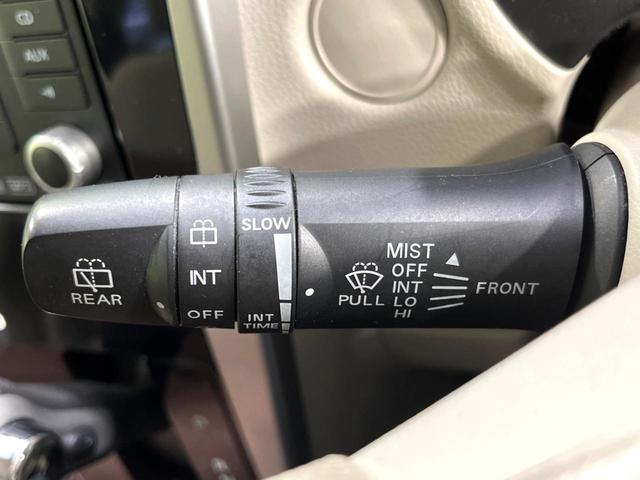 CD
AUX
REAR
INT
OFF
SLOW
INT
TIME
PULL
MIST
OFF
INT
LO
HI
FRONT